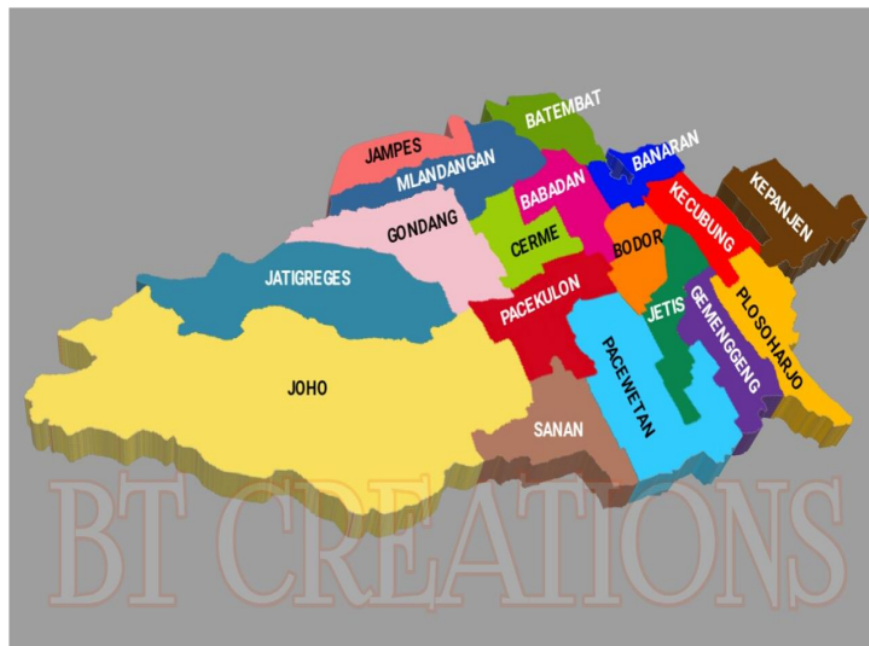 BATEMBAT
JAMPES
BANARAN
MLANDANGAN
BABADAN
KEPANJEN
KECUBUNG
GONDANG
CERME
BODOR
JATIGREGES
PACEKULON
JETIS
GEMENGGENG
PLOSOHARJO
JOHO
PACEWETAN
SANAN
BT CREATIONS